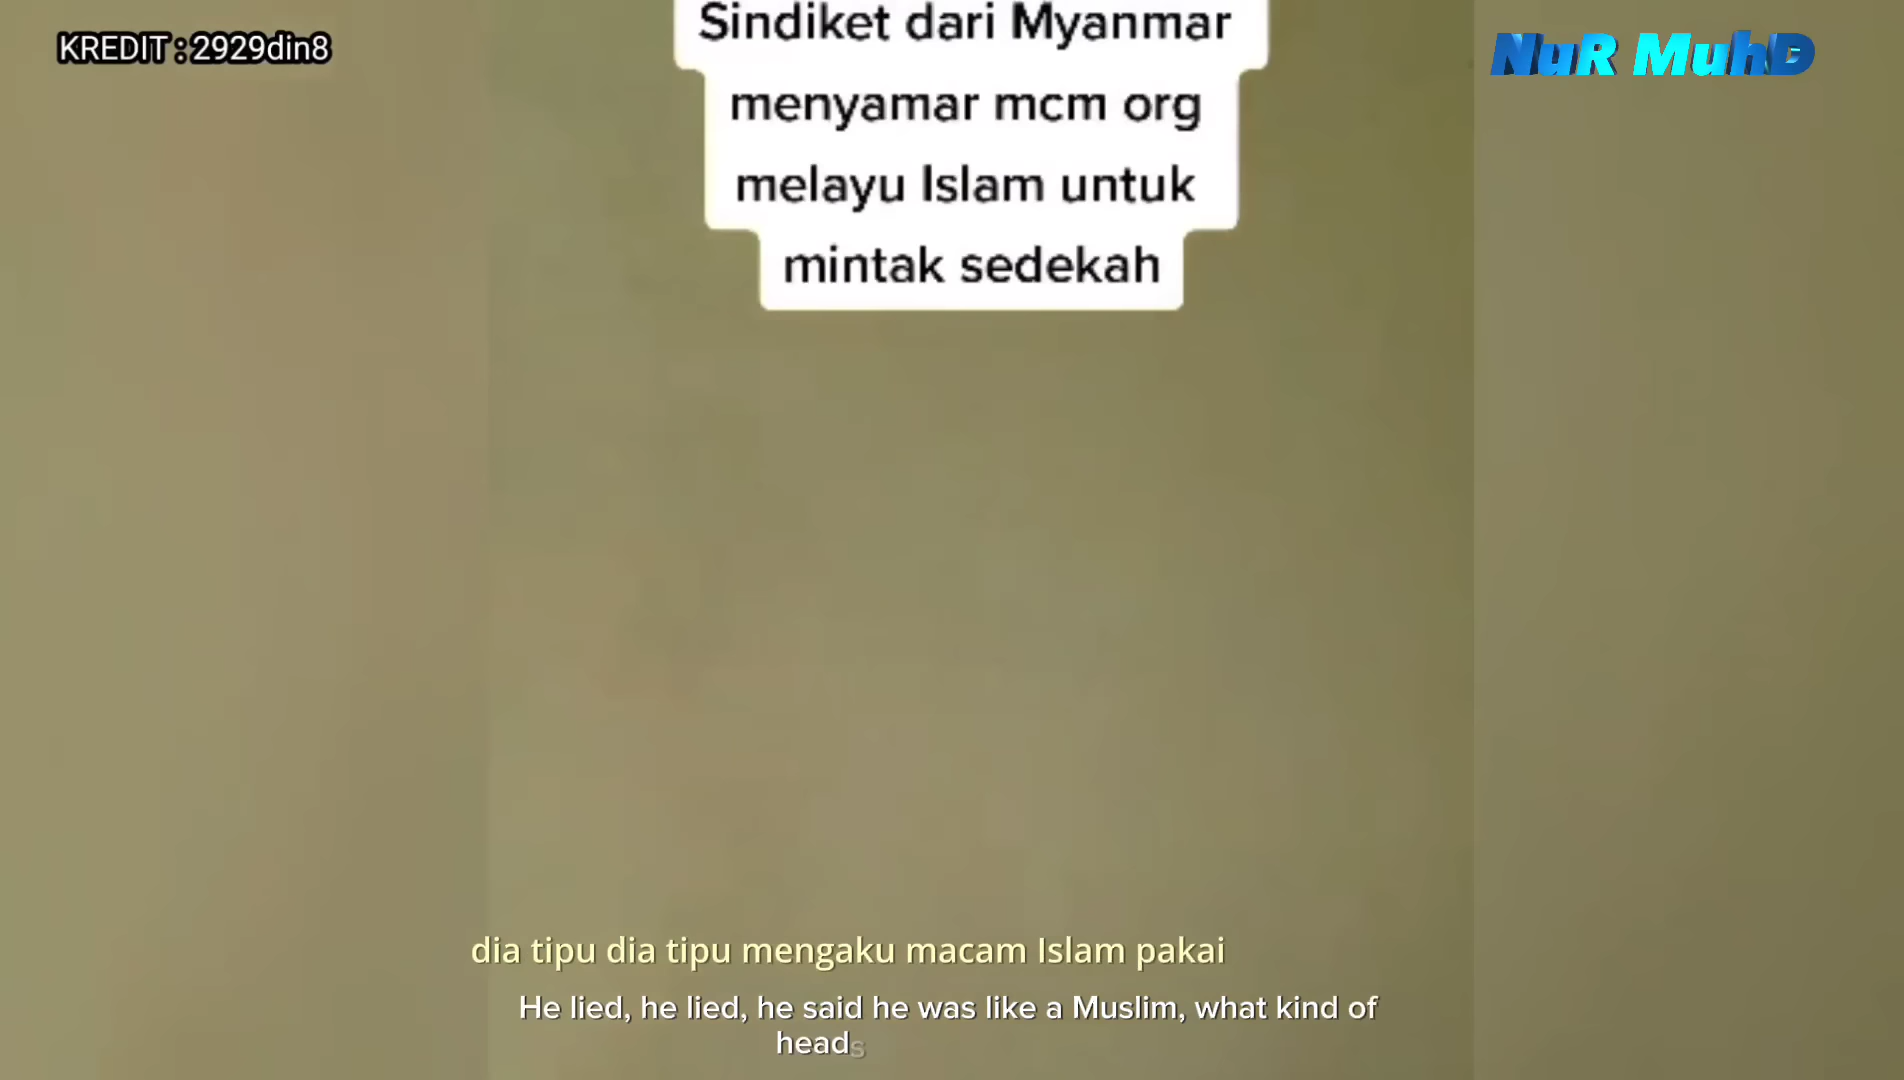 KREDIT : 2929din8
NuR MuhD
Sindiket dari Myanmar
menyamar mcm org
melayu Islam untuk
mintak sedekah
dia tipu dia tipu mengaku macam Islam pakai
He lied, he lied, he said he was like a Muslim, what kind of
heads